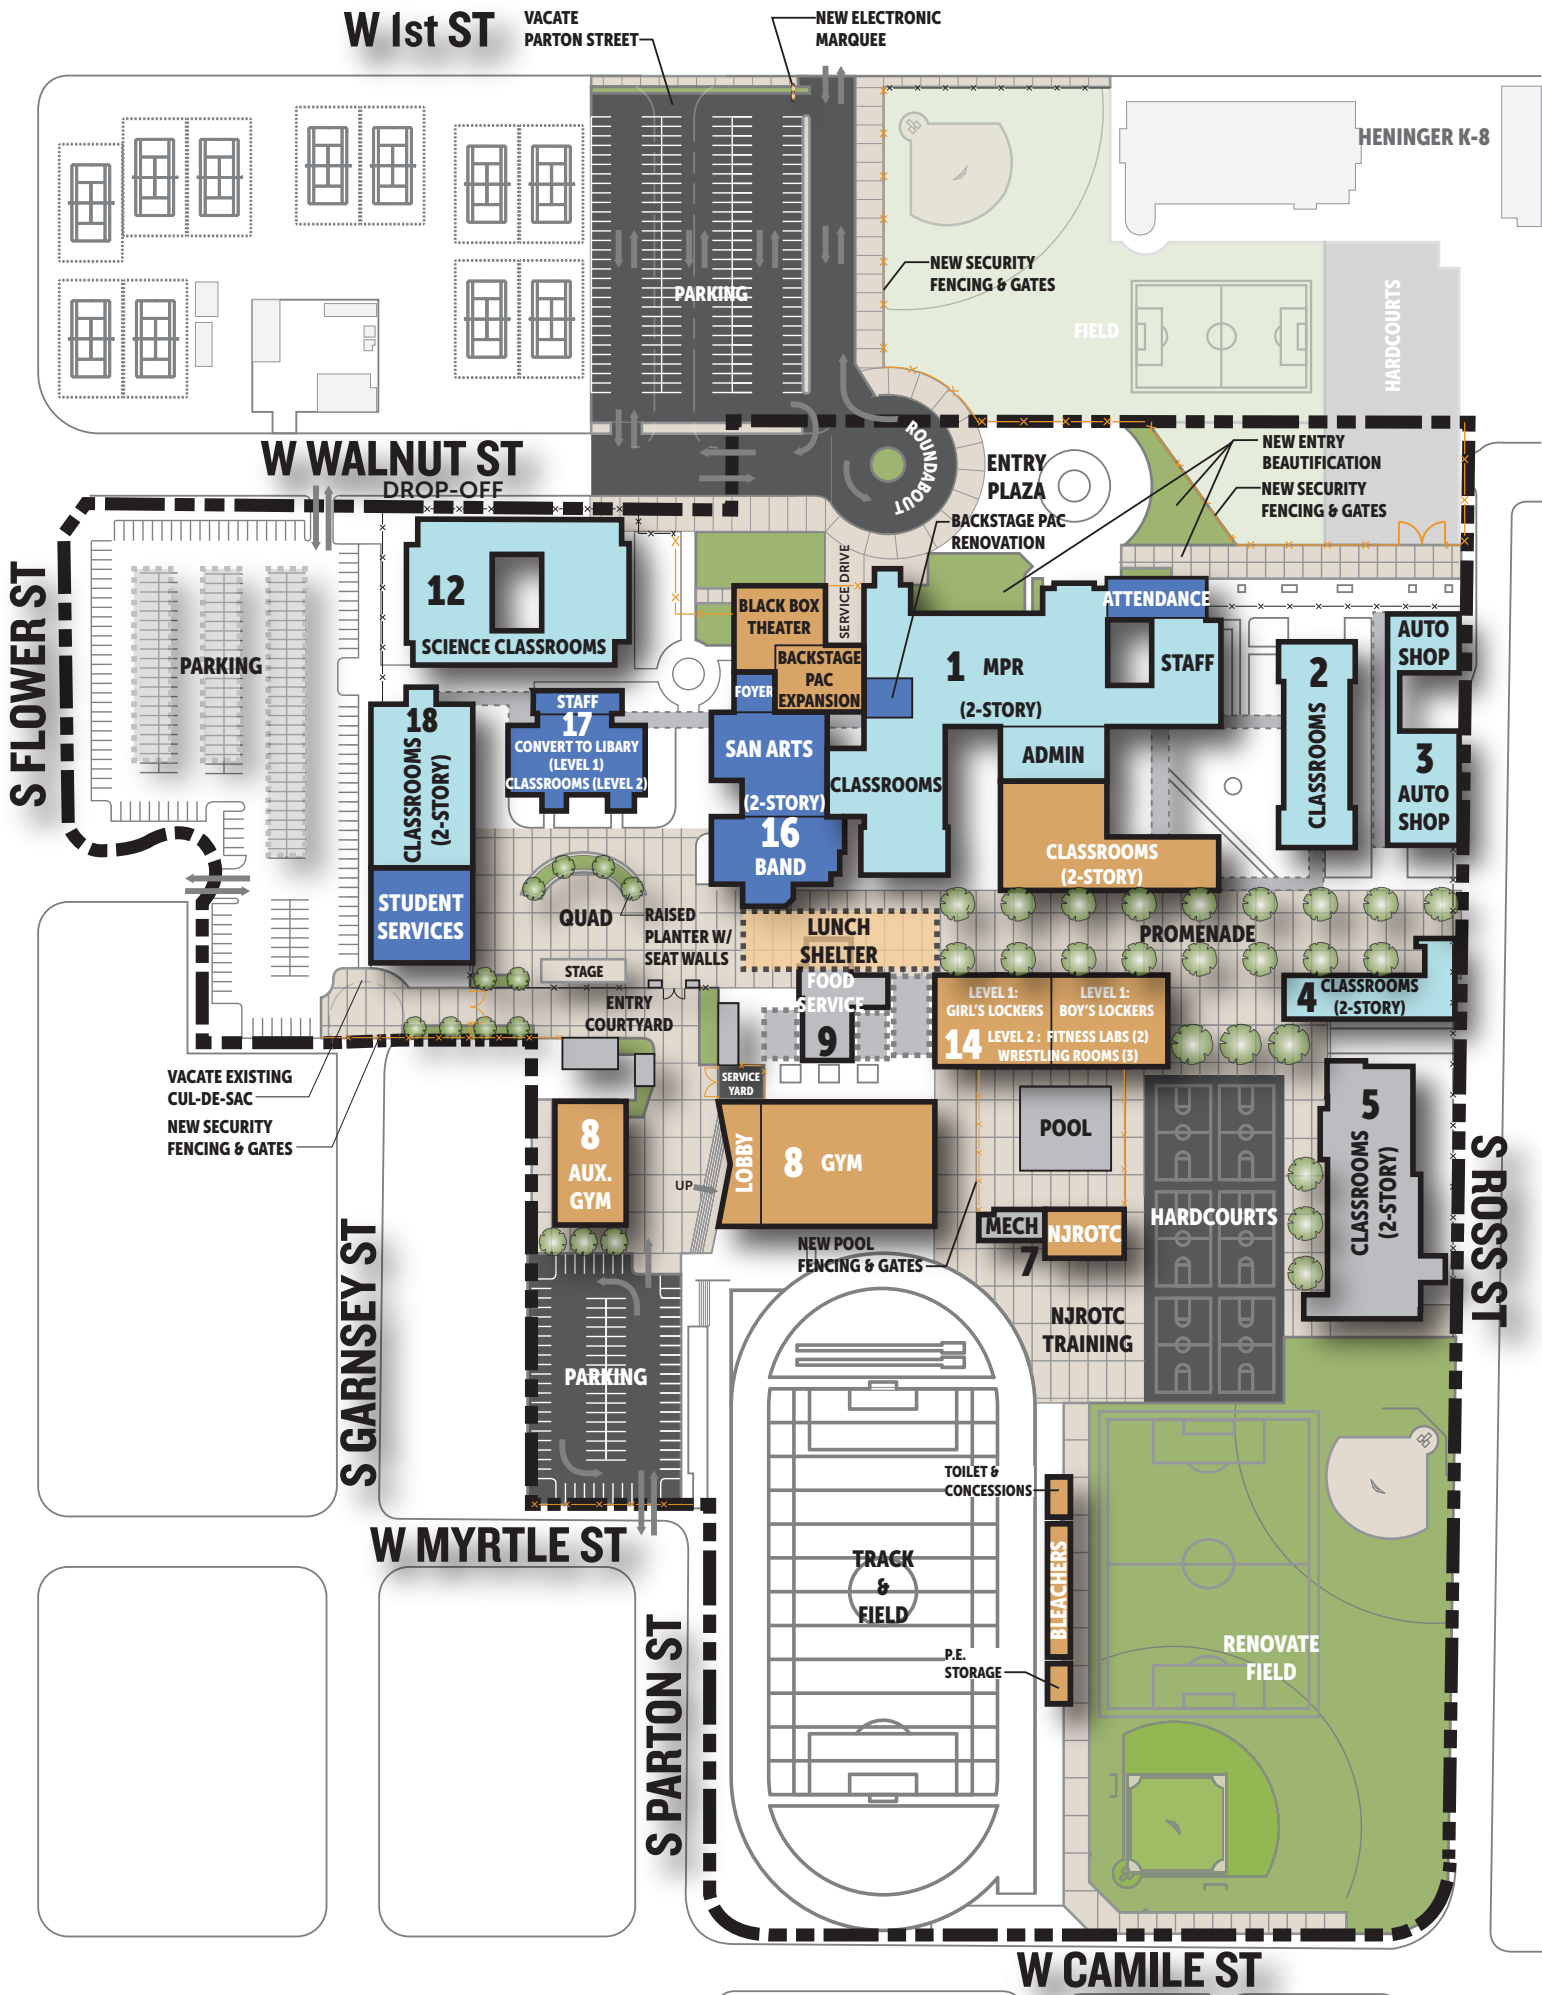 W 1st ST
VACATE
PARTON STREET
NEW ELECTRONIC
MARQUEE
HENINGER K-8
NEW SECURITY
FENCING & GATES
PARKING
FIELD
HARDCOURTS
W WALNUT ST
DROP-OFF
ROUNDABOUT
ENTRY
PLAZA
NEW ENTRY
BEAUTIFICATION
NEW SECURITY
FENCING & GATES
BACKSTAGE PAC
RENOVATION
S FLOWER ST
PARKING
12
SCIENCE CLASSROOMS
SERVICE DRIVE
BLACK BOX
THEATER
BACKSTAGE
PAC
EXPANSION
FOYER
1 MPR
(2-STORY)
ATTENDANCE
STAFF
ADMIN
2
CLASSROOMS
AUTO
SHOP
3
AUTO
SHOP
18
CLASSROOMS
(2-STORY)
STAFF
17
CONVERT TO LIBARY
(LEVEL 1)
CLASSROOMS (LEVEL 2)
SAN ARTS
(2-STORY)
16
BAND
CLASSROOMS
CLASSROOMS
(2-STORY)
STUDENT
SERVICES
QUAD
RAISED
PLANTER W/
SEAT WALLS
STAGE
LUNCH
SHELTER
PROMENADE
FOOD
SERVICE
9
ENTRY
COURTYARD
LEVEL 1:
GIRL'S LOCKERS
LEVEL 1:
BOY'S LOCKERS
14 LEVEL 2 : FITNESS LABS (2)
WRESTLING ROOMS (3)
4 CLASSROOMS
(2-STORY)
VACATE EXISTING
CUL-DE-SAC
NEW SECURITY
FENCING & GATES
SERVICE
YARD
8
AUX.
GYM
UP
LOBBY
8 GYM
POOL
5
CLASSROOMS
(2-STORY)
MECH
NJROTC
7
HARDCOURTS
NEW POOL
FENCING & GATES
NJROTC
TRAINING
S ROSS ST
S GARNSEY ST
PARKING
TOILET &
CONCESSIONS
W MYRTLE ST
TRACK
&
FIELD
BLEACHERS
P.E.
STORAGE
RENOVATE
FIELD
S PARTON ST
W CAMILE ST